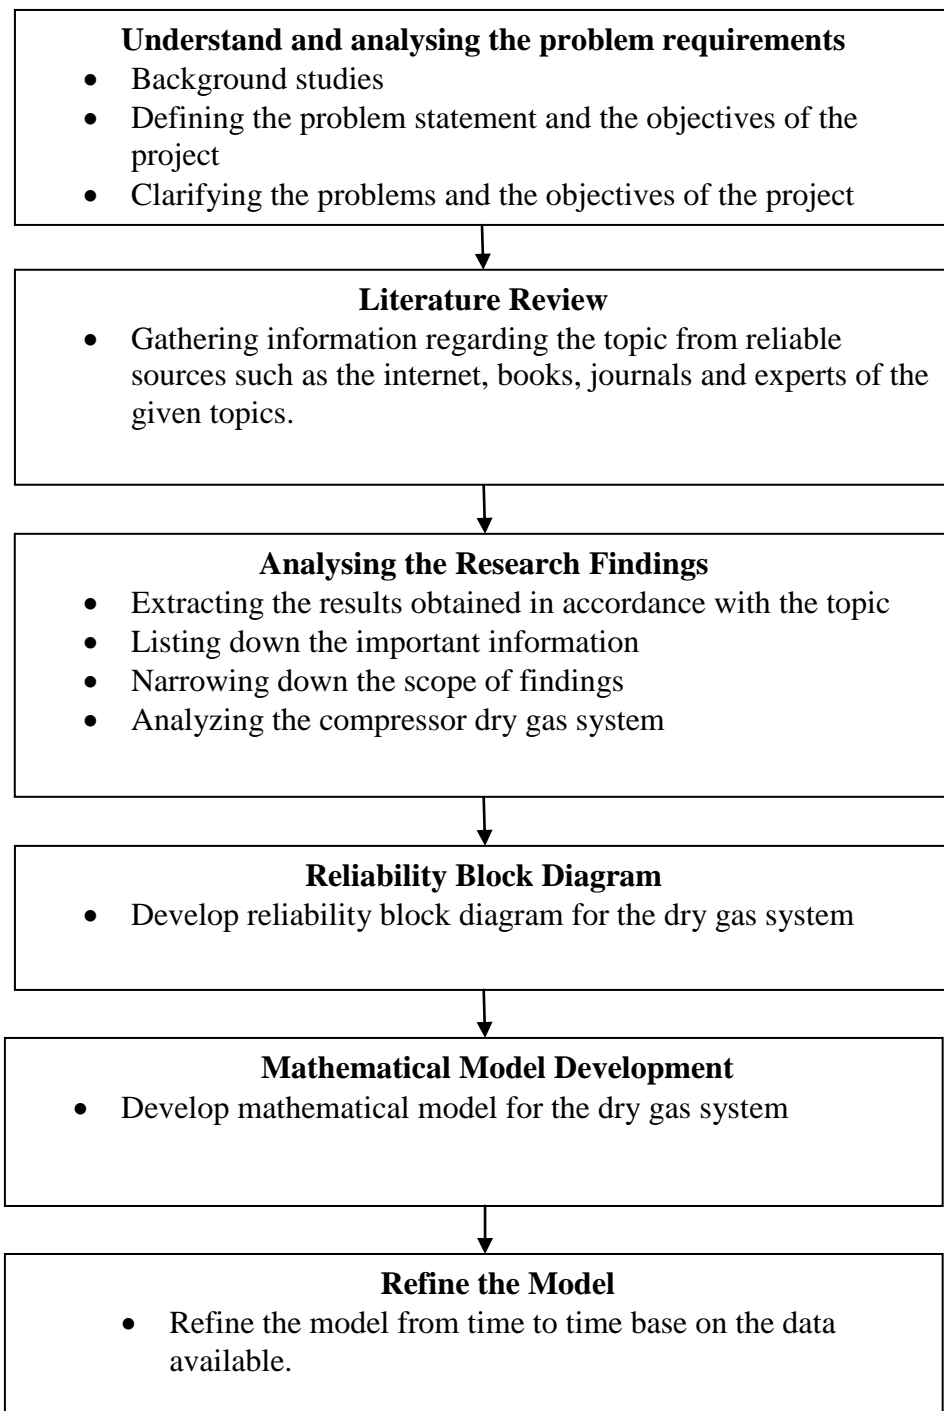 Understand and analysing the problem requirements
• Background studies
• Defining the problem statement and the objectives of the
project
• Clarifying the problems and the objectives of the project
Literature Review
• Gathering information regarding the topic from reliable
sources such as the internet, books, journals and experts of the
given topics.
Analysing the Research Findings
• Extracting the results obtained in accordance with the topic
• Listing down the important information
• Narrowing down the scope of findings
• Analyzing the compressor dry gas system
Reliability Block Diagram
• Develop reliability block diagram for the dry gas system
Mathematical Model Development
• Develop mathematical model for the dry gas system
Refine the Model
• Refine the model from time to time base on the data
available.